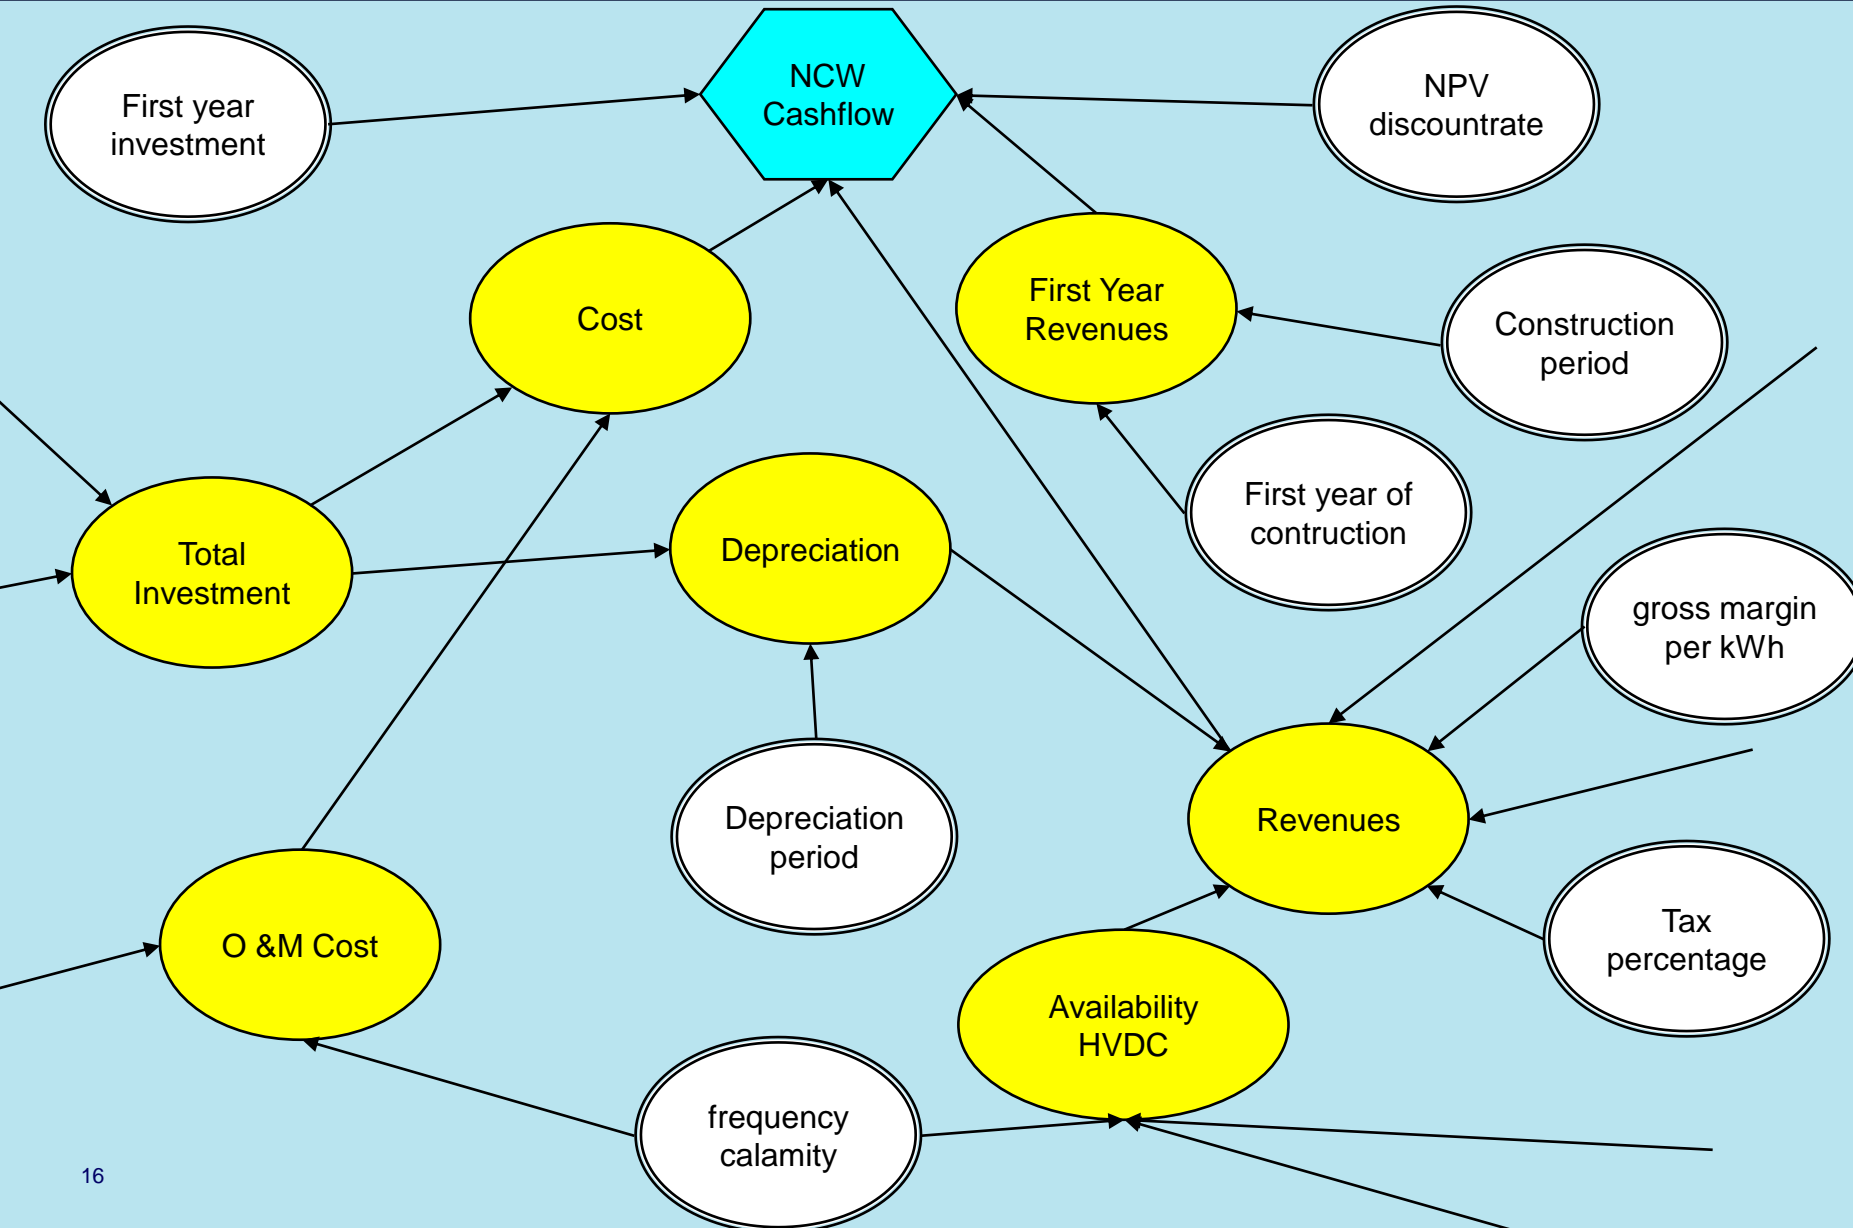 First year
investment
NCW
Cashflow
NPV
discountrate
Cost
First Year
Revenues
Construction
period
First year of
contruction
Total
Investment
Depreciation
gross margin
per kWh
Depreciation
period
Revenues
O &M Cost
Tax
percentage
Availability
HVDC
frequency
calamity
16